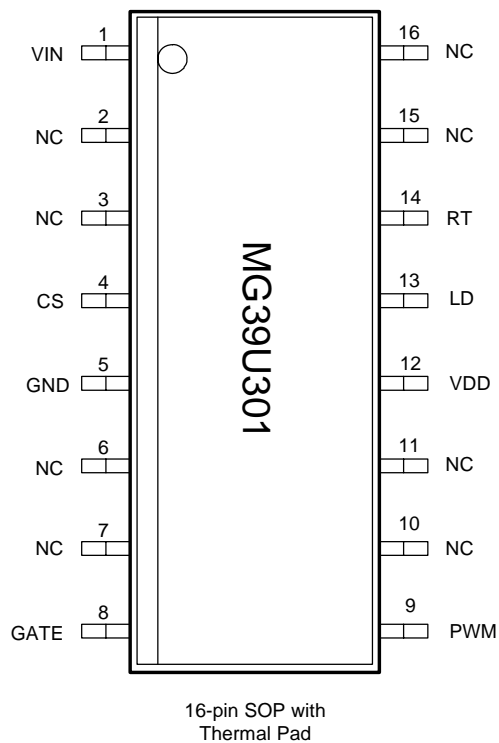 1 16
VIN NC
2 15
NC NC
3 14
NC RT
4 13
CS LD
5 12
GND VDD
6 11
NC NC
7 10
NC NC
8 9
GATE PWM
MG39U301
16-pin SOP with
Thermal Pad